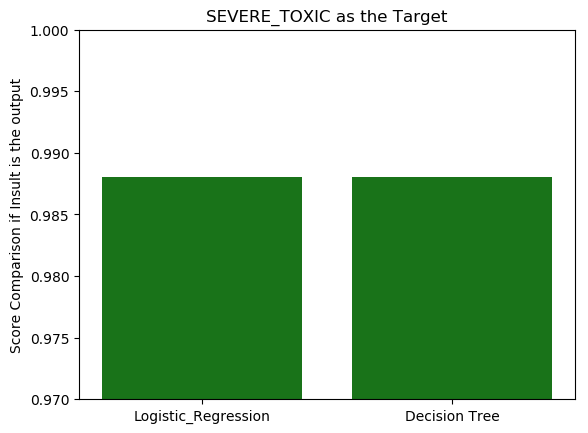 SEVERE_TOXIC as the Target
Score Comparison if Insult is the output
1.000
0.995
0.990
0.985
0.980
0.975
0.970
Logistic_Regression
Decision Tree